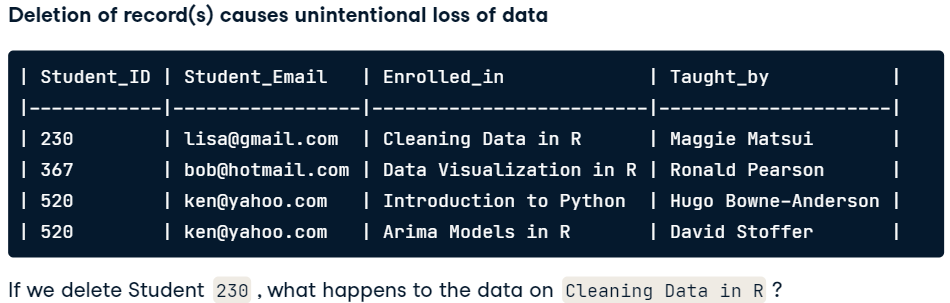 Deletion of record(s) causes unintentional loss of data
| Student_ID | Student_Email   | Enrolled_in             | Taught_by           |
|------------|-----------------|-------------------------|---------------------|
| 230        | lisa@gmail.com  | Cleaning Data in R      | Maggie Matsui       |
| 367        | bob@hotmail.com | Data Visualization in R | Ronald Pearson      |
| 520        | ken@yahoo.com   | Introduction to Python  | Hugo Bowne-Anderson |
| 520        | ken@yahoo.com   | Arima Models in R       | David Stoffer       |
If we delete Student 230 , what happens to the data on Cleaning Data in R ?